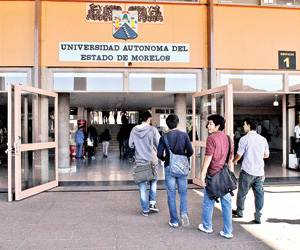 UNIVERSIDAD AUTONOMA DEL
ESTADO DE MORELOS
1